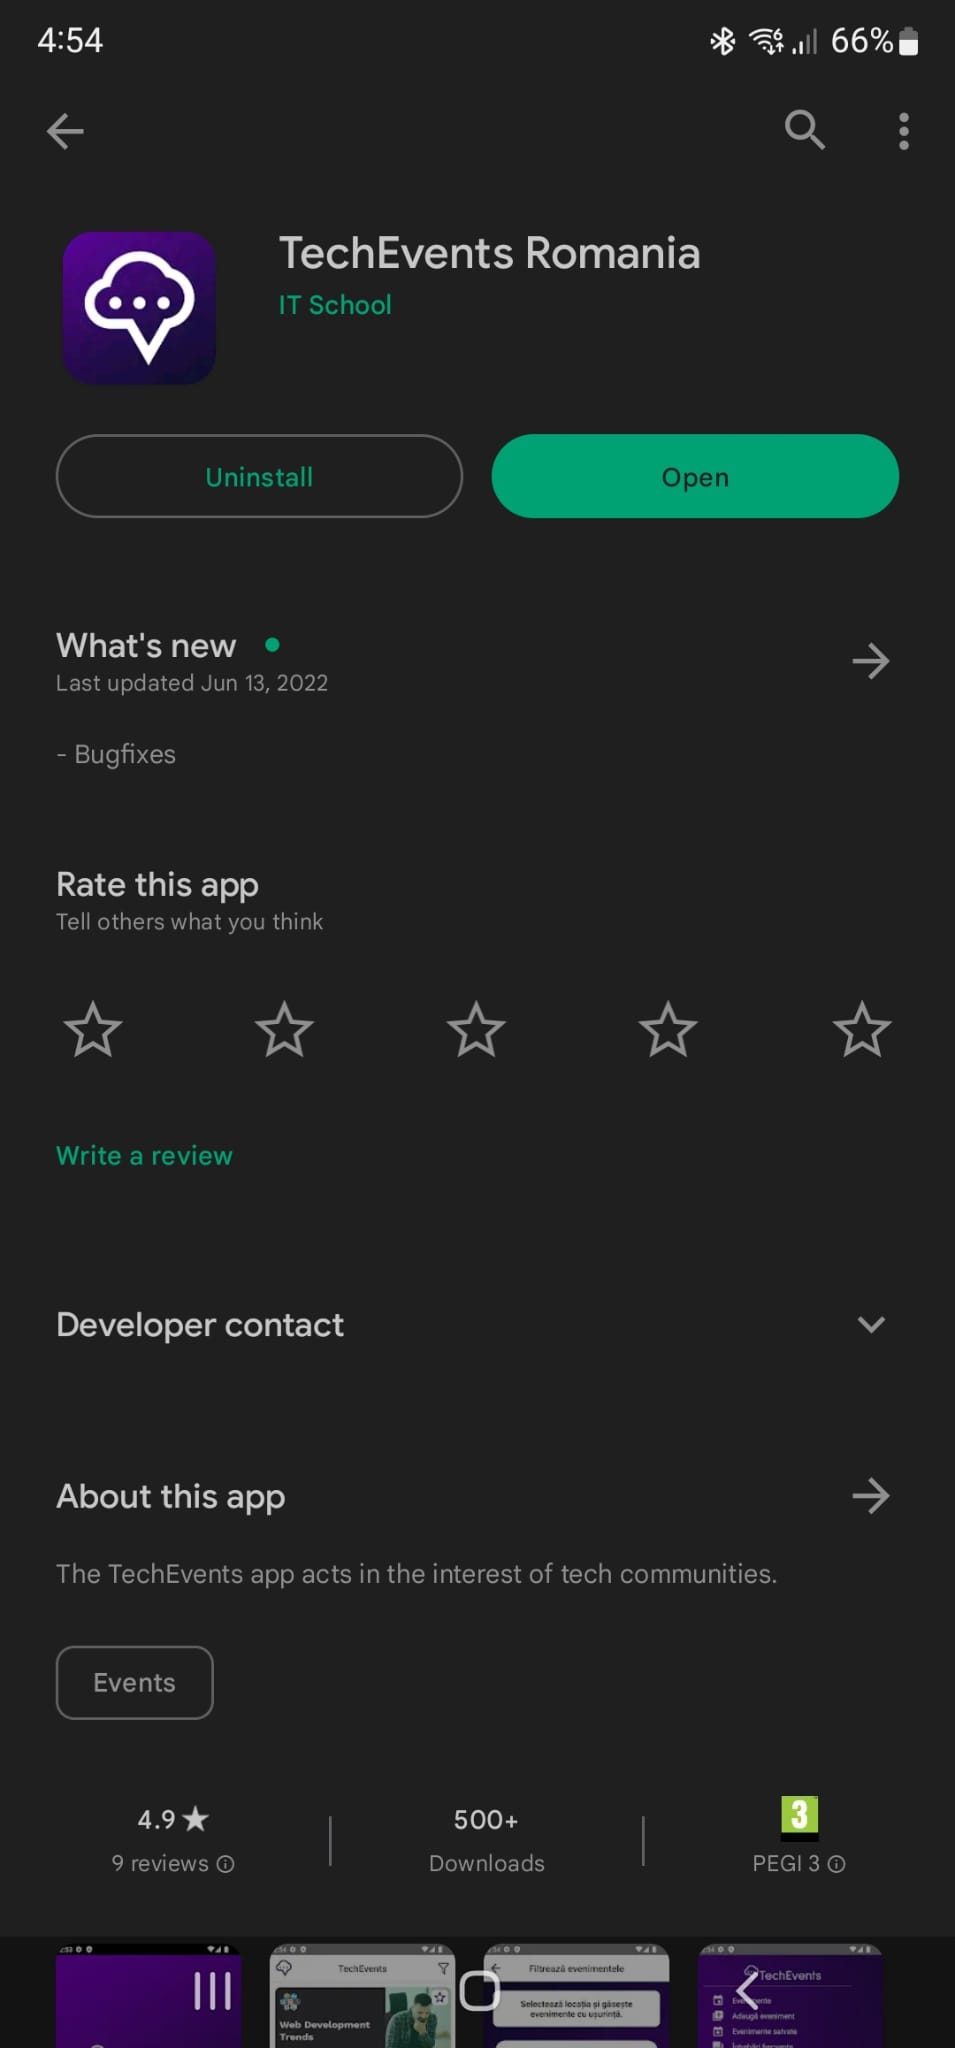 4:54
66%
TechEvents Romania
IT School
Uninstall
Open
What's new
Last updated Jun 13, 2022
- Bugfixes
Rate this app
Tell others what you think
Write a review
Developer contact
About this app
The TechEvents app acts in the interest of tech communities.
Events
4.9★
9 reviews
500+
Downloads
3
PEGI 3
TechEvents
Web Development
Trends
Filtrează evenimentele
Selectează locația și găsește
evenimente cu ușurință.
TechEvents
Adaugă eveniment
Evenimente salvate